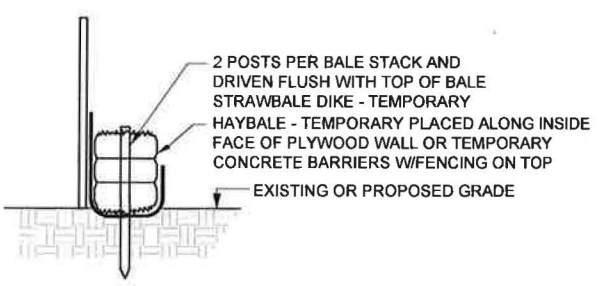 2 POSTS PER BALE STACK AND
DRIVEN FLUSH WITH TOP OF BALE
STRAWBALE DIKE - TEMPORARY
HAYBALE - TEMPORARY PLACED ALONG INSIDE
FACE OF PLYWOOD WALL OR TEMPORARY
CONCRETE BARRIERS W/FENCING ON TOP
EXISTING OR PROPOSED GRADE